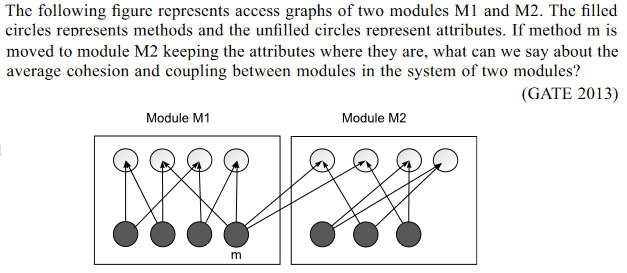 The following figure represents access graphs of two modules M1 and M2. The filled
circles represents methods and the unfilled circles represent attributes. If method m is
moved to module M2 keeping the attributes where they are, what can we say about the
average cohesion and coupling between modules in the system of two modules?
(GATE 2013)
Module M1
Module M2
m